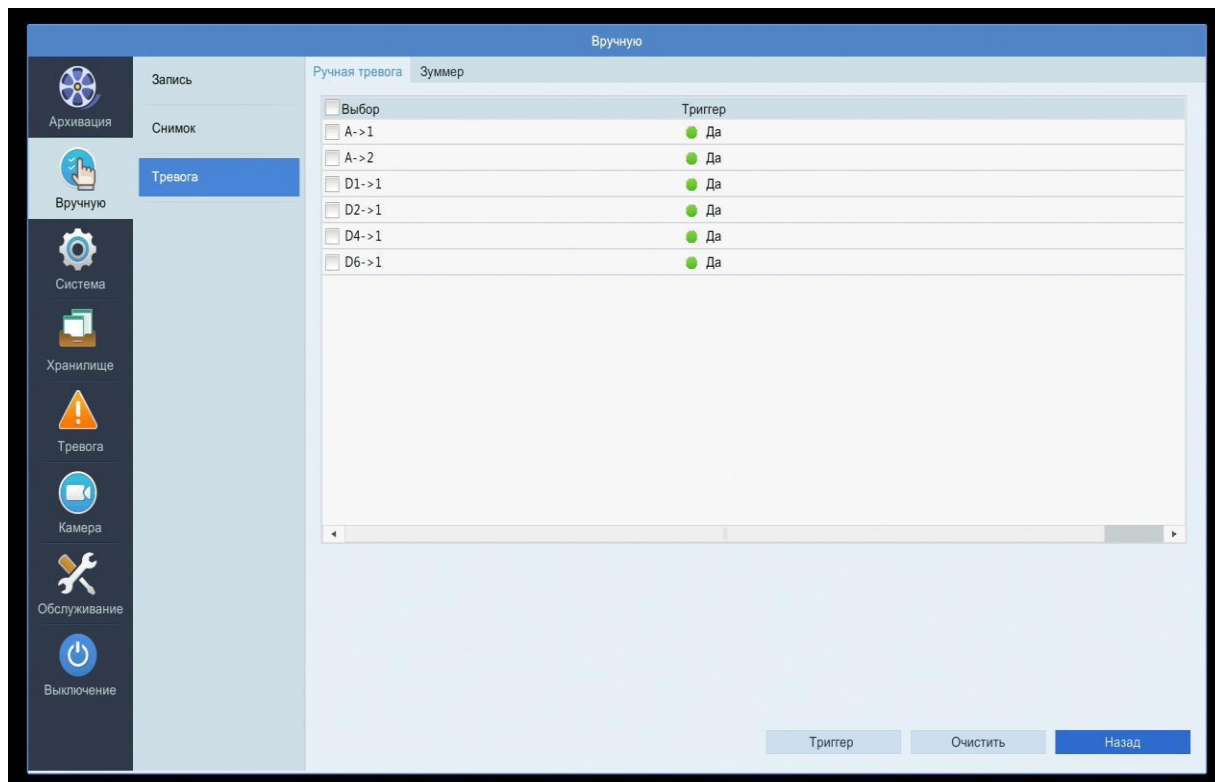 Вручную
Архивация
Вручную
Система
Хранилище
Тревога
Камера
Обслуживание
Выключение
Запись
Снимок
Тревога
Ручная тревога Зуммер
Выбор Триггер
A->1 Да
A->2 Да
D1->1 Да
D2->1 Да
D4->1 Да
D6->1 Да
Триггер Очистить Назад